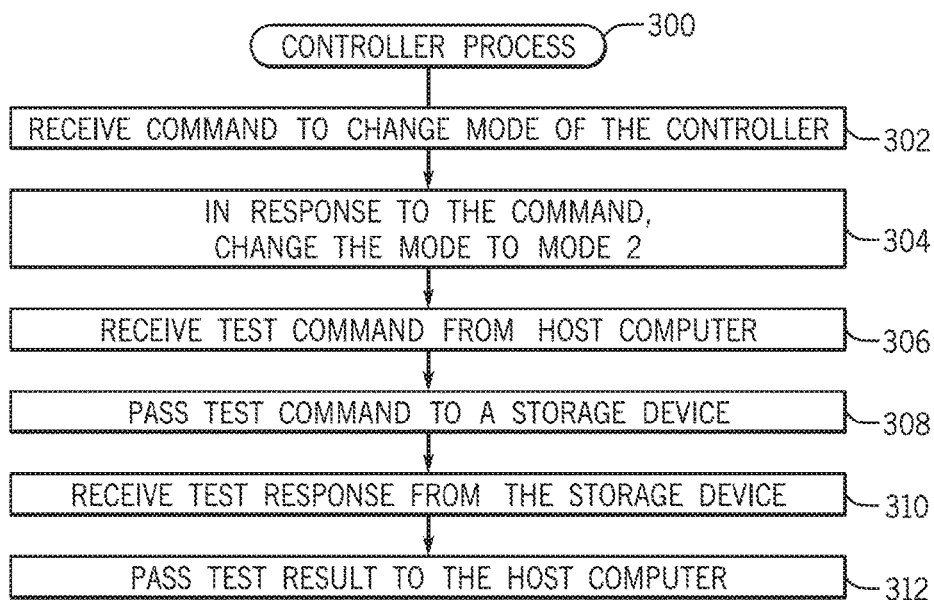 CONTROLLER PROCESS
300
RECEIVE COMMAND TO CHANGE MODE OF THE CONTROLLER
302
IN RESPONSE TO THE COMMAND,
CHANGE THE MODE TO MODE 2
304
RECEIVE TEST COMMAND FROM HOST COMPUTER
306
PASS TEST COMMAND TO A STORAGE DEVICE
308
RECEIVE TEST RESPONSE FROM THE STORAGE DEVICE
310
PASS TEST RESULT TO THE HOST COMPUTER
312